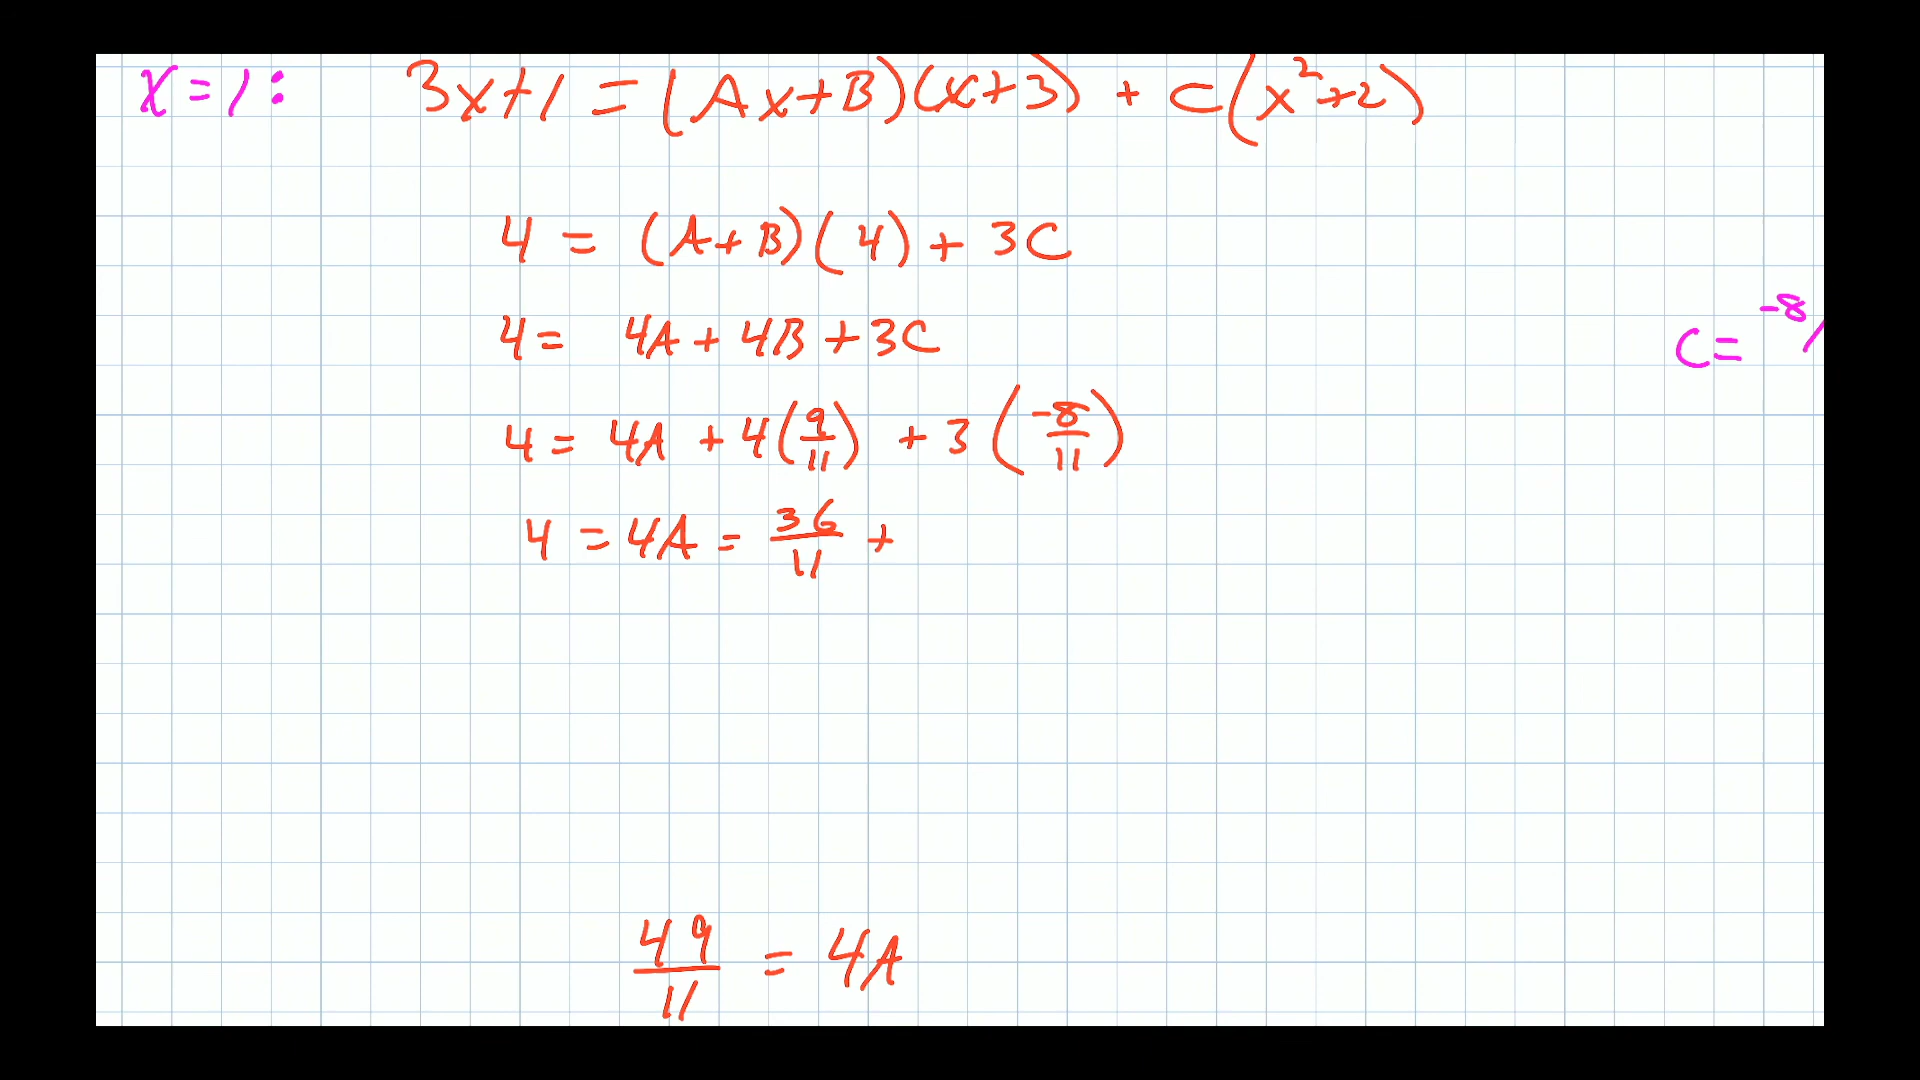 x=1: 3x+1=(Ax+B)(x+3)+C(x²+2)
4 = (A+B)(4)+3C
4= 4A+4B+3C
C= -8/
4= 4A +4(9/11) +3(-8/11)
4 =4A= 36/11 +
49/11 = 4A